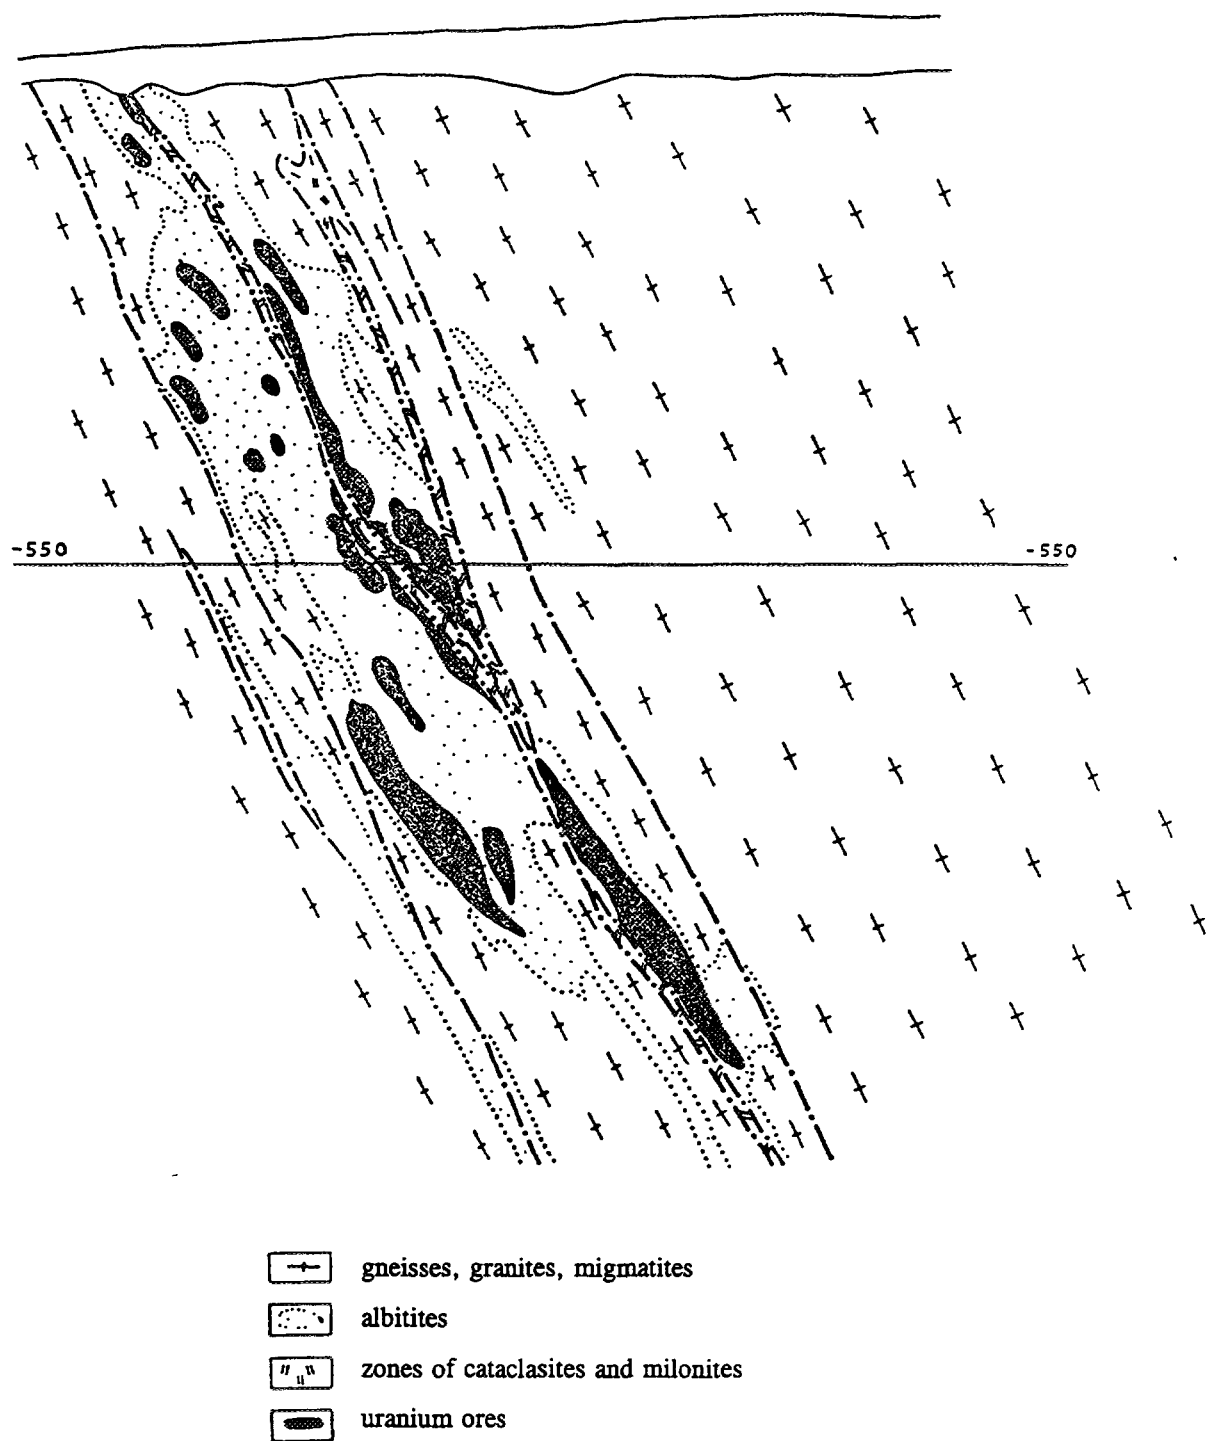 -550
-550
gneisses, granites, migmatites
albitites
zones of cataclasites and milonites
uranium ores